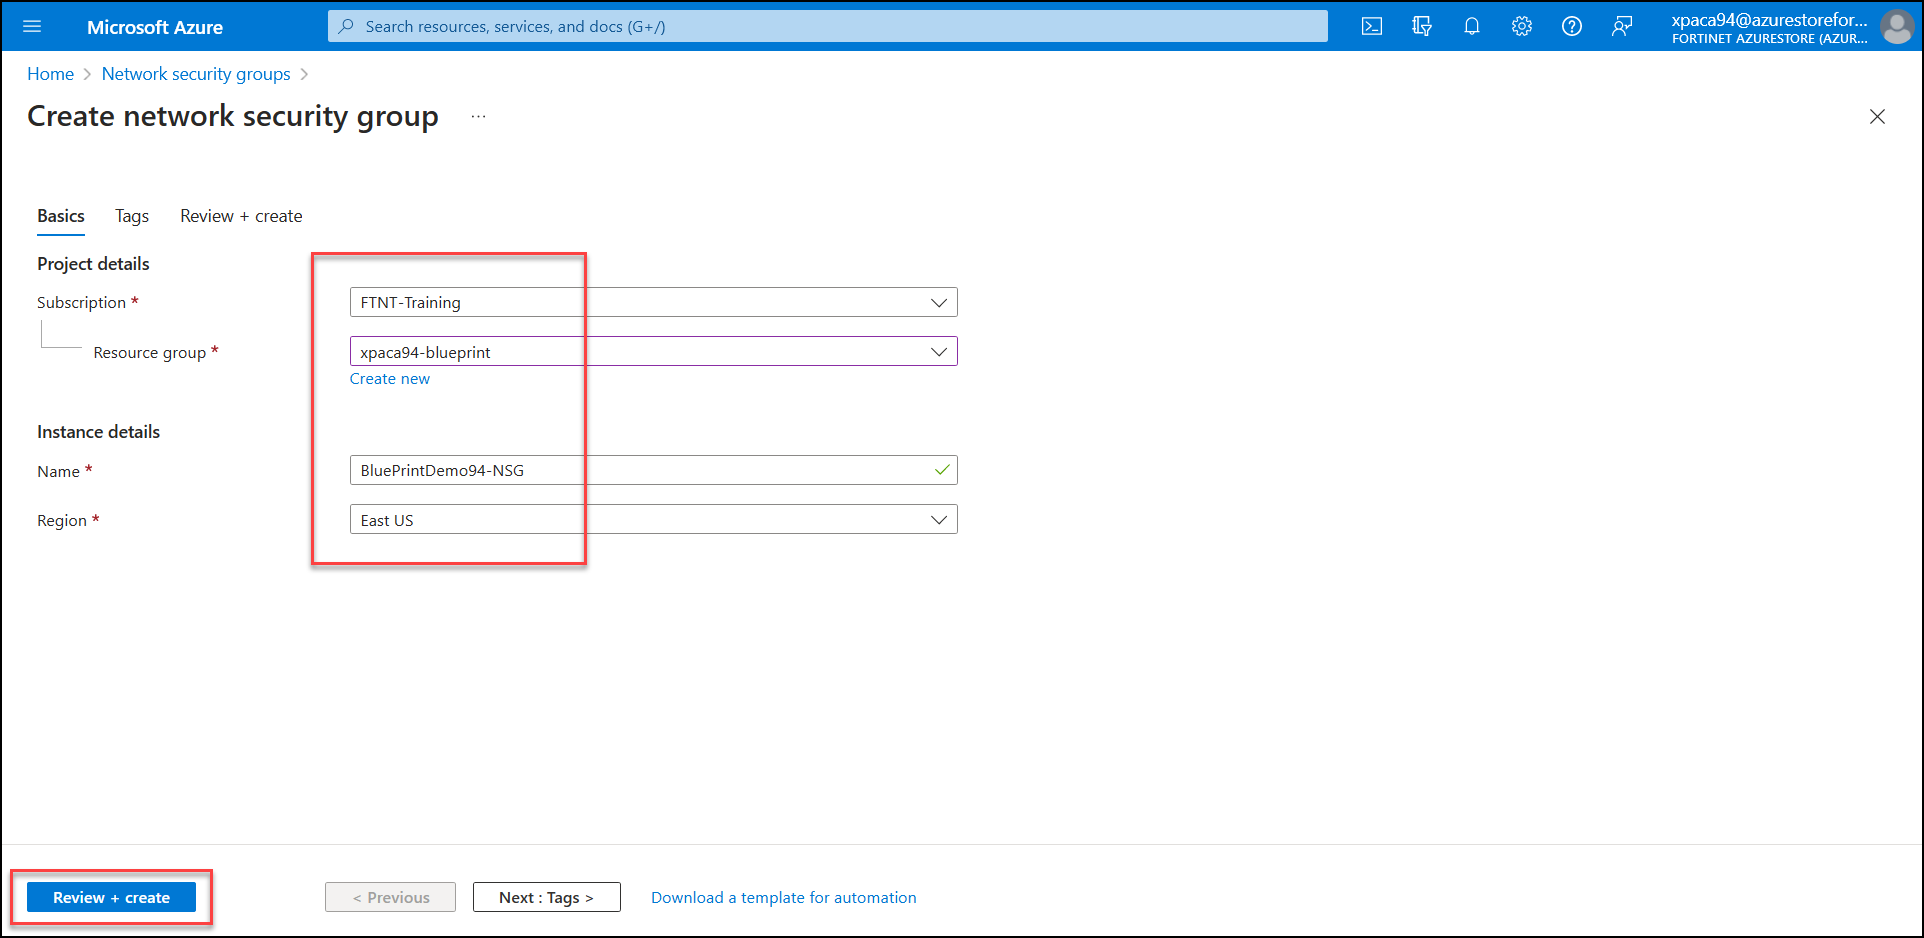 Microsoft Azure
Search resources, services, and docs (G+/)
xpaca94@azurestorefor...
FORTINET AZURESTORE (AZUR...
Home > Network security groups >
Create network security group ...
Basics Tags Review + create
Project details
Subscription *
FTNT-Training
Resource group *
xpaca94-blueprint
Create new
Instance details
Name *
BluePrintDemo94-NSG
Region *
East US
Review + create
< Previous
Next : Tags >
Download a template for automation